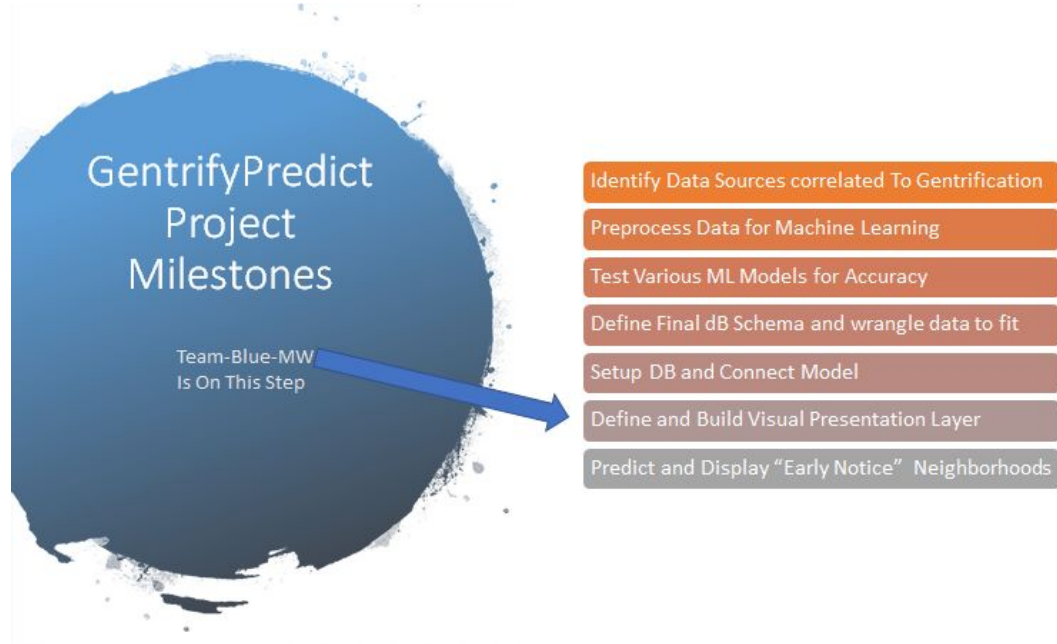 GentrifyPredict
Project
Milestones
Team-Blue-MW
Is On This Step
Identify Data Sources correlated To Gentrification
Preprocess Data for Machine Learning
Test Various ML Models for Accuracy
Define Final dB Schema and wrangle data to fit
Setup DB and Connect Model
Define and Build Visual Presentation Layer
Predict and Display “Early Notice” Neighborhoods